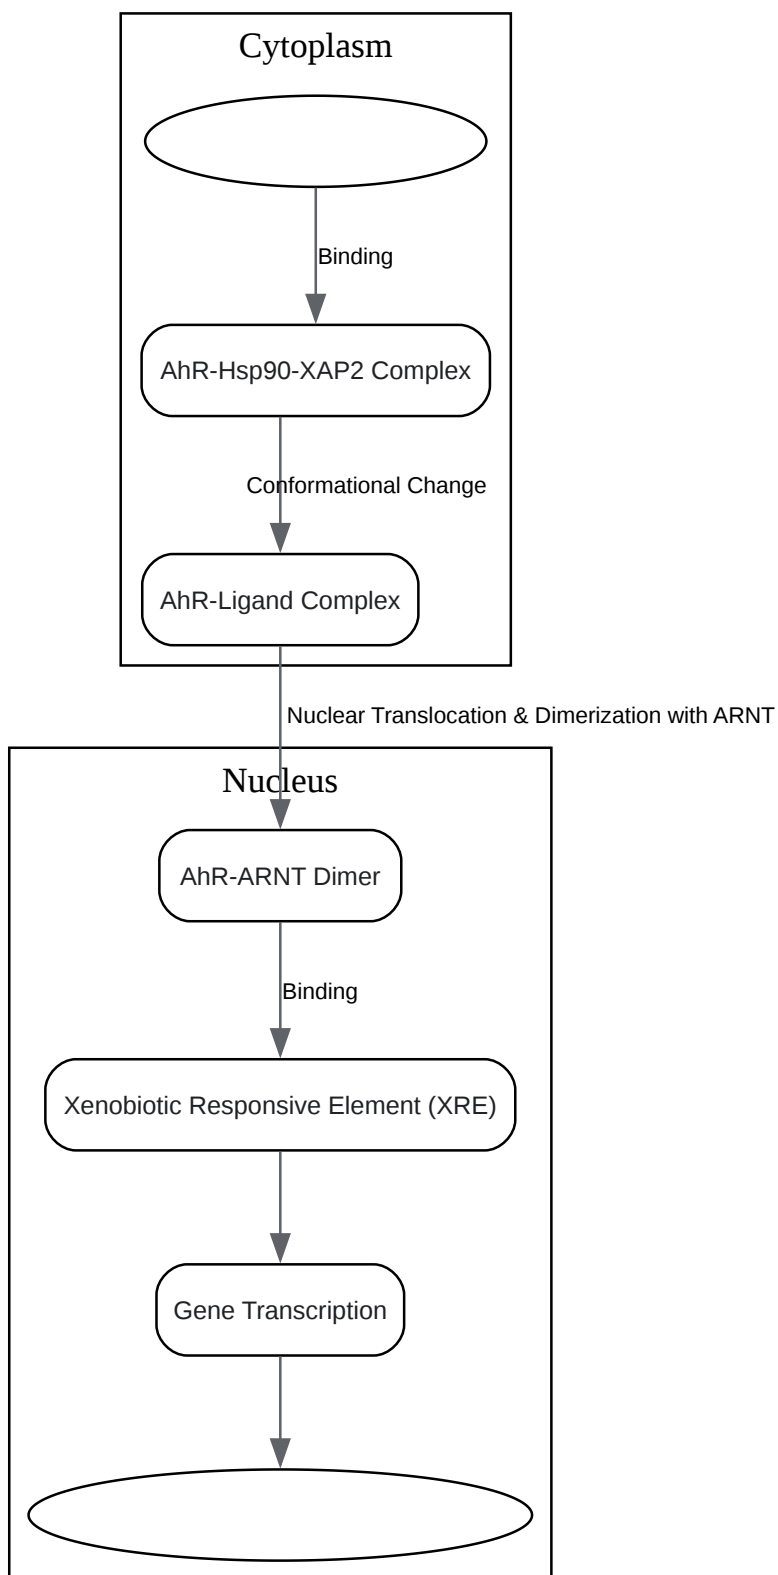 Cytoplasm
Binding
AhR-Hsp90-XAP2 Complex
Conformational Change
AhR-Ligand Complex
Nuclear Translocation & Dimerization with ARNT
Nucleus
AhR-ARNT Dimer
Binding
Xenobiotic Responsive Element (XRE)
Gene Transcription